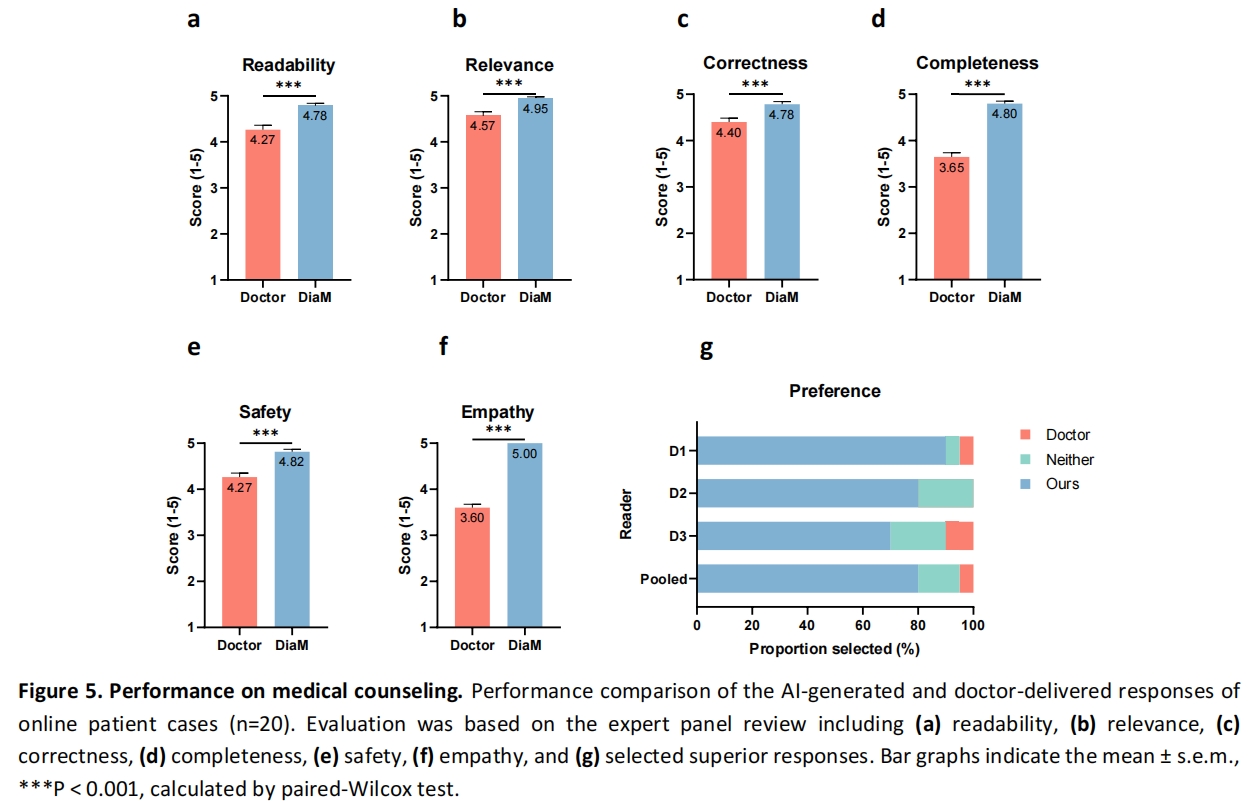 a
b
c
d
Readability
***
5
4
3
2
1
Score (1-5)
4.27
4.78
Doctor
DiaM
Relevance
***
5
4
3
2
1
Score (1-5)
4.57
4.95
Doctor
DiaM
Correctness
***
5
4
3
2
1
Score (1-5)
4.40
4.78
Doctor
DiaM
Completeness
***
5
4
3
2
1
Score (1-5)
3.65
4.80
Doctor
DiaM
e
f
g
Safety
***
5
4
3
2
1
Score (1-5)
4.27
4.82
Doctor
DiaM
Empathy
***
5
4
3
2
1
Score (1-5)
3.60
5.00
Doctor
DiaM
Preference
Reader
D1
D2
D3
Pooled
0 20 40 60 80 100
Proportion selected (%)
Doctor
Neither
Ours
Figure 5. Performance on medical counseling. Performance comparison of the AI-generated and doctor-delivered responses of
online patient cases (n=20). Evaluation was based on the expert panel review including (a) readability, (b) relevance, (c)
correctness, (d) completeness, (e) safety, (f) empathy, and (g) selected superior responses. Bar graphs indicate the mean ± s.e.m.,
***P < 0.001, calculated by paired-Wilcox test.